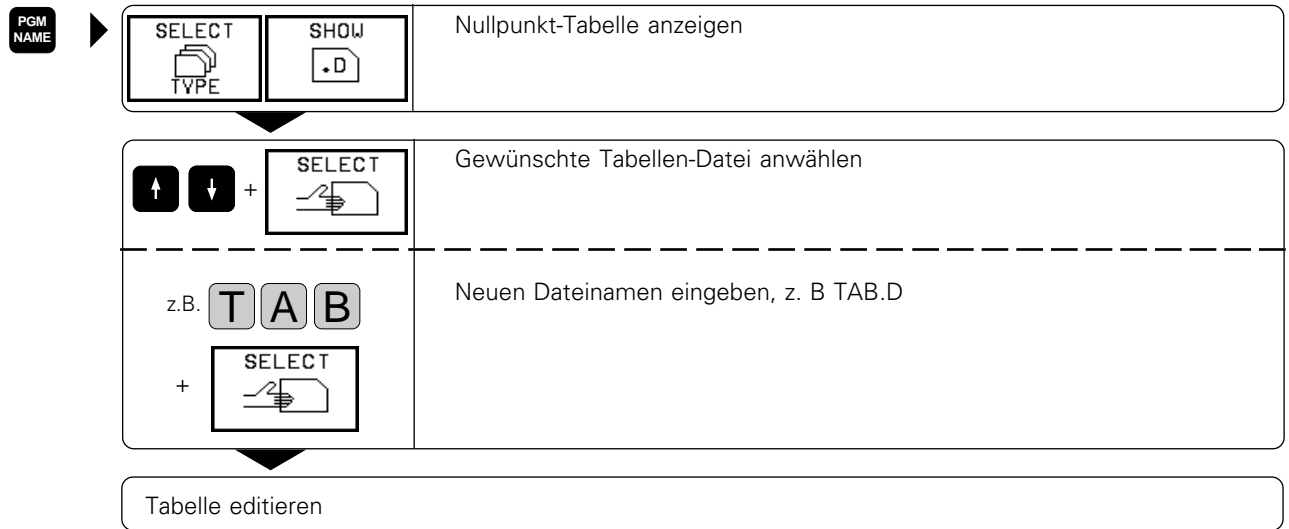 PGM
NAME
SELECT
TYPE
SHOW
.D
Nullpunkt-Tabelle anzeigen
+
SELECT
Gewünschte Tabellen-Datei anwählen
z.B. T A B
+
SELECT
Neuen Dateinamen eingeben, z. B TAB.D
Tabelle editieren